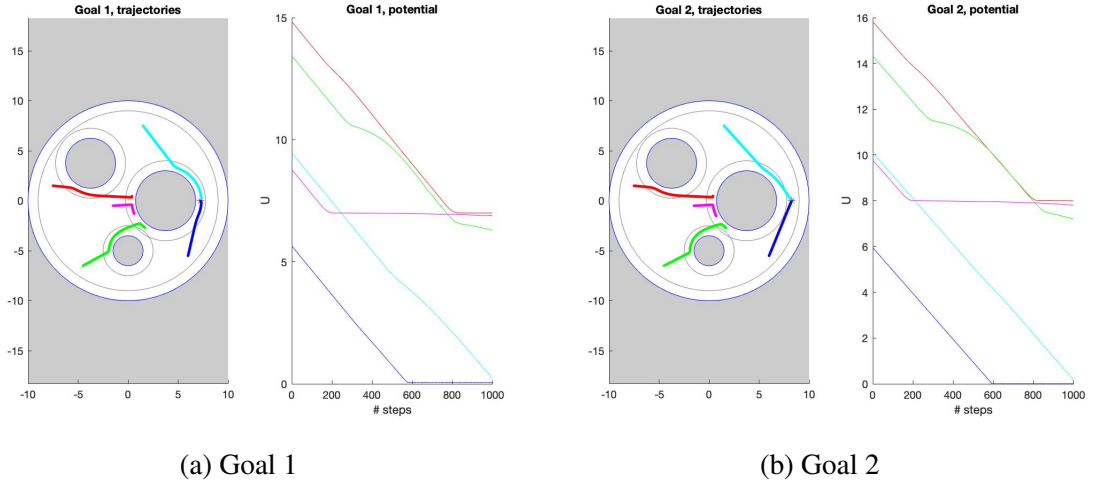 Goal 1, trajectories
15
10
5
0
-5
-10
-15
-10 -5 0 5 10
Goal 1, potential
15
10
5
0
U
0 200 400 600 800 1000
# steps
Goal 2, trajectories
15
10
5
0
-5
-10
-15
-10 -5 0 5 10
Goal 2, potential
16
14
12
10
8
6
4
2
0
U
0 200 400 600 800 1000
# steps
(a) Goal 1
(b) Goal 2